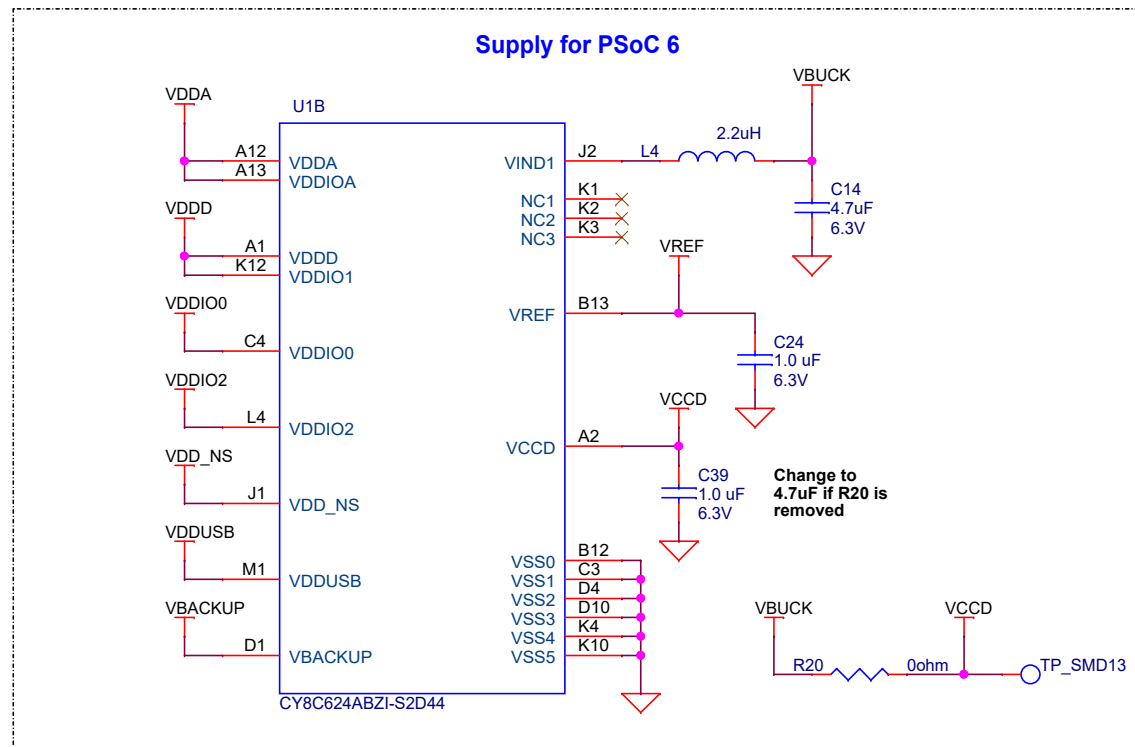 Supply for PSoC 6
VBUCK
VDDA
U1B
2.2uH
A12 VDDA
A13 VDDIOA
VIND1 J2 L4
C14
4.7uF
6.3V
NC1 K1
NC2 K2
NC3 K3
VDDD
A1 VDDD
K12 VDDIO1
VREF
VREF B13
VDDIO0
C4 VDDIO0
C24
1.0 uF
6.3V
VDDIO2
L4 VDDIO2
VCCD
VCCD A2
VDD_NS
J1 VDD_NS
C39
1.0 uF
6.3V
Change to
4.7uF if R20 is
removed
VDDUSB
M1 VDDUSB
VSS0 B12
VSS1 C3
VSS2 D4
VSS3 D10
VSS4 K4
VSS5 K10
VBACKUP
D1 VBACKUP
VBUCK
VCCD
R20 0ohm
TP_SMD13
CY8C624ABZI-S2D44